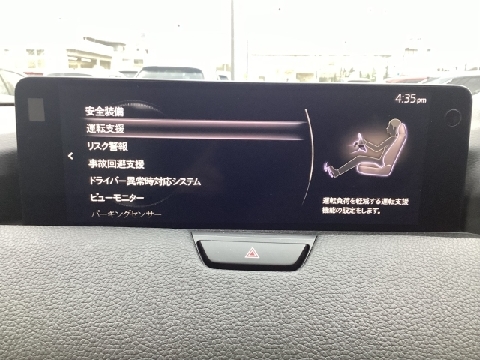 4:35pm
安全装備
運転支援
リスク警報
事故回避支援
ドライバー異常時対応システム
ビューモニター
パーキングセンサー
運転負荷を軽減する運転支援
機能の設定をします。